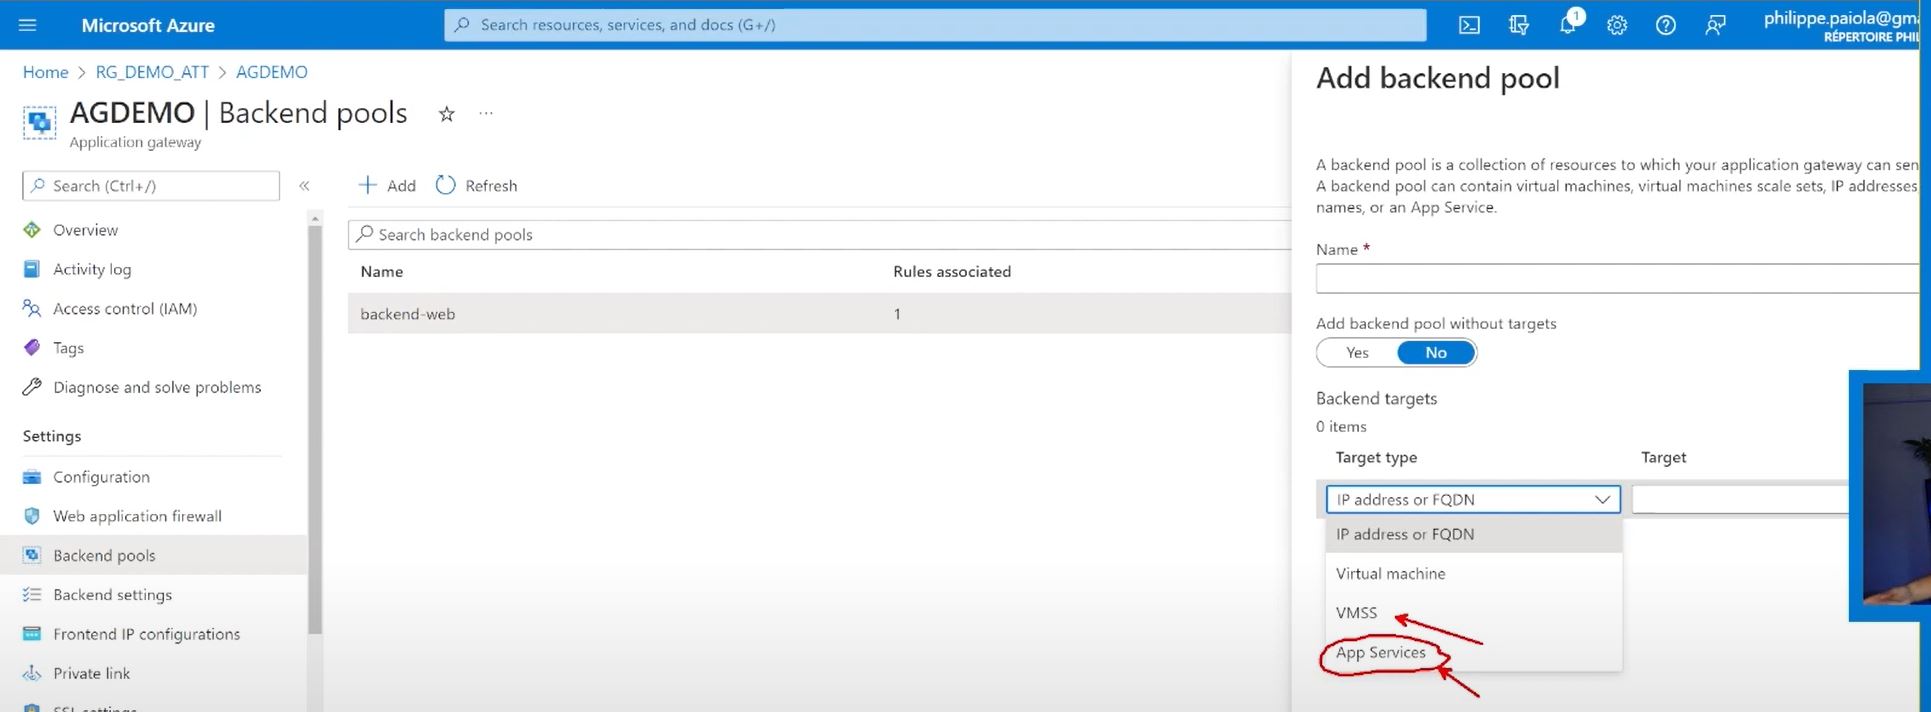 Microsoft Azure
Search resources, services, and docs (G+/)
1
philippe.paiola@gma
RÉPERTOIRE PHIL
Home > RG_DEMO_ATT > AGDEMO
AGDEMO | Backend pools
Application gateway
Search (Ctrl+/)
Overview
Activity log
Access control (IAM)
Tags
Diagnose and solve problems
Settings
Configuration
Web application firewall
Backend pools
Backend settings
Frontend IP configurations
Private link
SSL settings
Add
Refresh
Search backend pools
Name
Rules associated
backend-web
1
Add backend pool
A backend pool is a collection of resources to which your application gateway can sen
A backend pool can contain virtual machines, virtual machines scale sets, IP addresses,
names, or an App Service.
Name *
Add backend pool without targets
Yes
No
Backend targets
0 items
Target type
Target
IP address or FQDN
IP address or FQDN
Virtual machine
VMSS
App Services